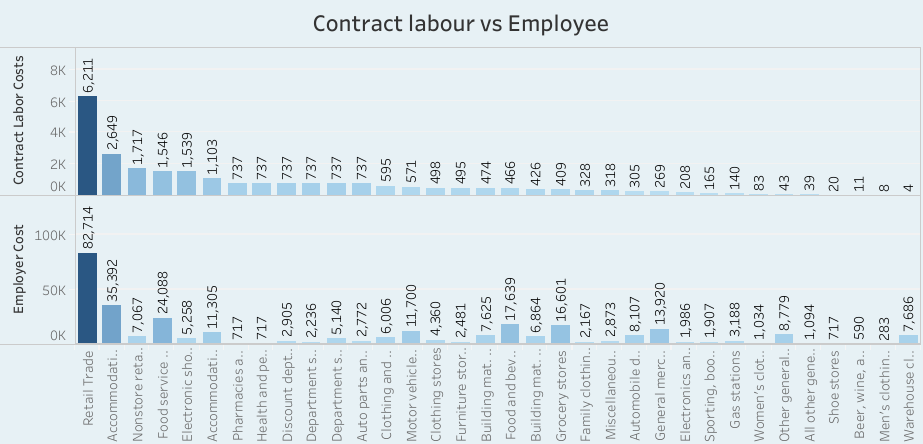 Contract labour vs Employee
Contract Labor Costs
8K
6K
4K
2K
0K
6,211
2,649
1,717
1,546
1,539
1,103
737
737
737
737
737
737
595
571
498
495
474
466
426
409
328
318
305
269
208
165
140
83
43
39
20
11
8
4
Employer Cost
100K
50K
0K
82,714
35,392
7,067
24,088
5,258
11,305
717
717
2,905
2,236
5,140
2,772
6,006
11,700
4,360
2,481
7,625
17,639
6,864
16,601
2,167
2,873
8,107
13,920
1,986
1,907
3,188
1,034
8,779
1,094
717
590
283
7,686
Retail Trade
Accommodati..
Nonstore reta..
Food service ..
Electronic sho..
Accommodati..
Pharmacies a..
Health and pe..
Discount dept..
Department s..
Department s..
Auto parts an..
Clothing and ..
Motor vehicle..
Clothing stores
Furniture stor..
Building mat. ..
Food and bev..
Building mat. ..
Grocery stores
Family clothin..
Miscellaneou..
Automobile d..
General merc..
Electronics an..
Sporting, boo..
Gas stations
Women's clot..
Other general..
All other gene..
Shoe stores
Beer, wine, a..
Men's clothin..
Warehouse cl..